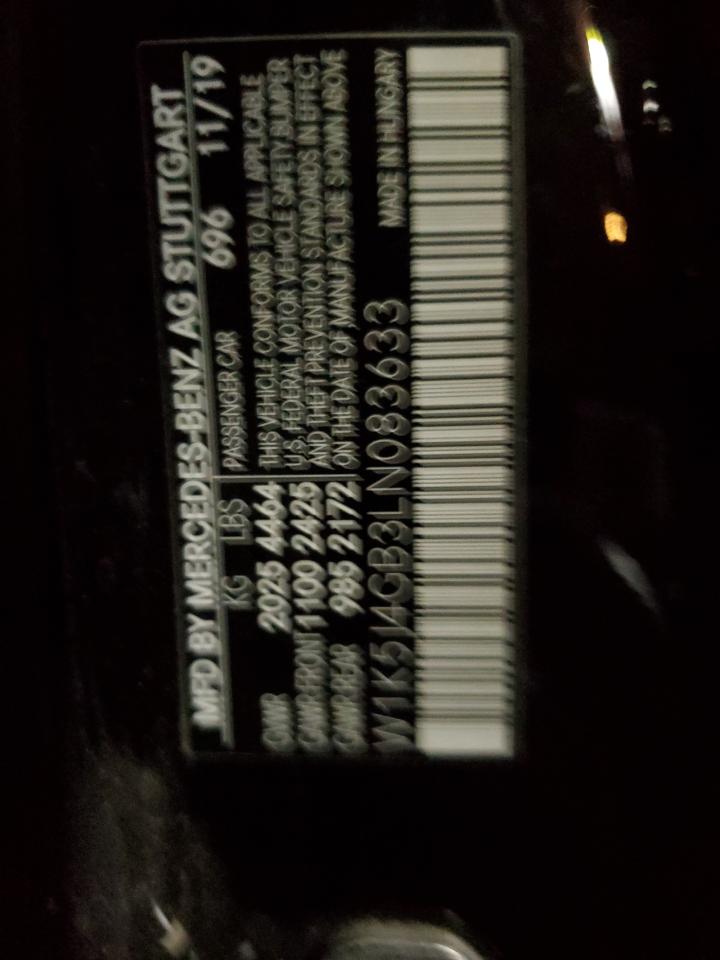 MFD BY MERCEDES-BENZ AG STUTTGART
KG LBS PASSENGER CAR 696 11/19
GVWR 2025 4464 THIS VEHICLE CONFORMS TO ALL APPLICABLE
GAWR-FRONT 1100 2425 U.S. FEDERAL MOTOR VEHICLE SAFETY, BUMPER
GAWR-REAR 985 2172 AND THEFT PREVENTION STANDARDS IN EFFECT
ON THE DATE OF MANUFACTURE SHOWN ABOVE
W1K5J4GB3LN083633 MADE IN HUNGARY